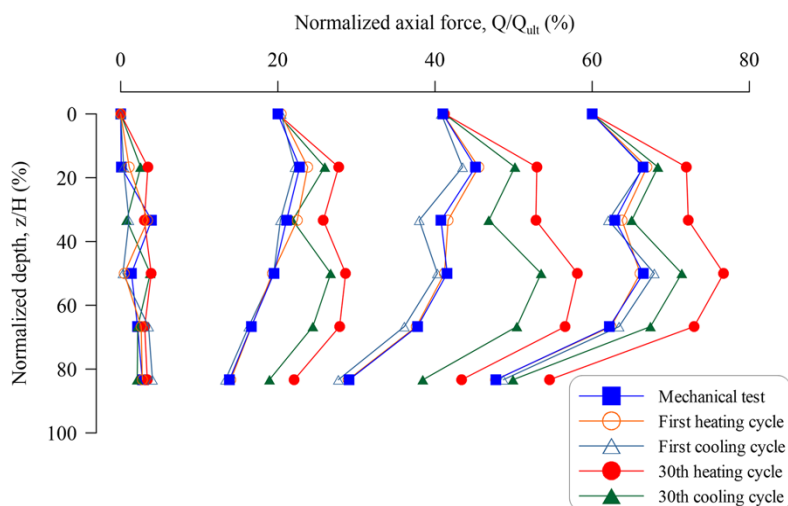 Normalized axial force, Q/Qult (%)
0 20 40 60 80
Normalized depth, z/H (%)
0
20
40
60
80
100
Mechanical test
First heating cycle
First cooling cycle
30th heating cycle
30th cooling cycle